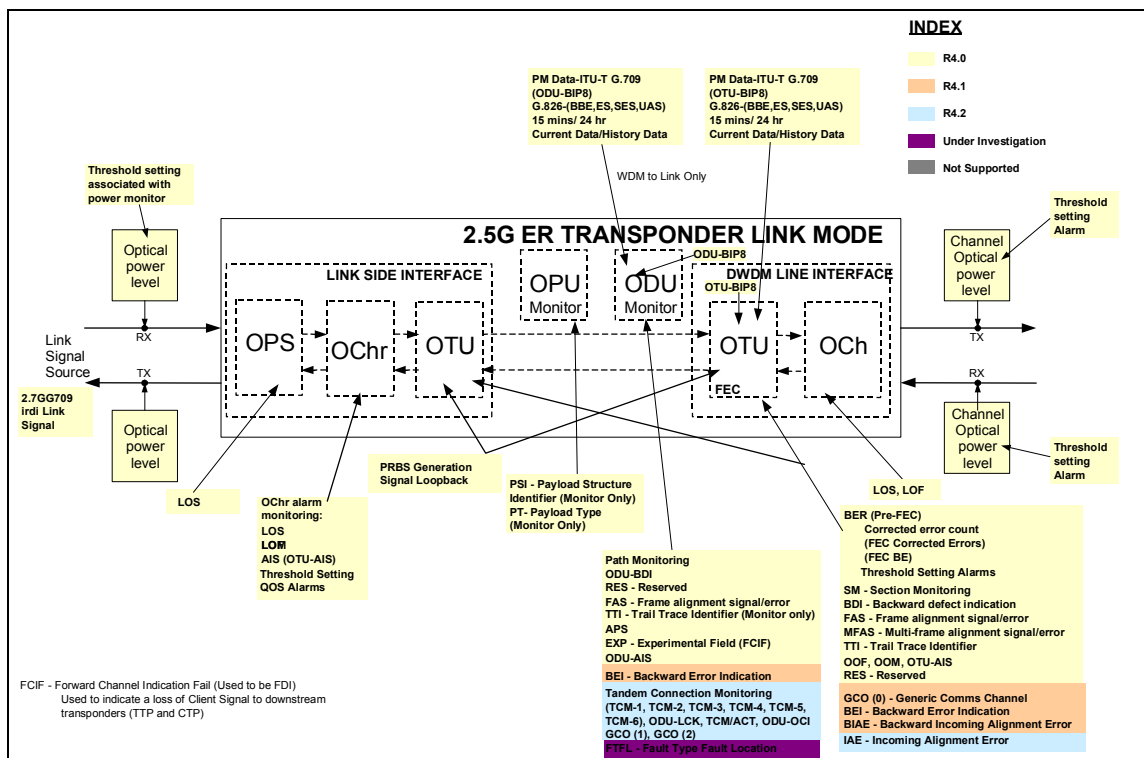 INDEX
R4.0
R4.1
R4.2
Under Investigation
Not Supported
PM Data-ITU-T G.709
(ODU-BIP8)
G.826-(BBE,ES,SES,UAS)
15 mins/ 24 hr
Current Data/History Data
PM Data-ITU-T G.709
(OTU-BIP8)
G.826-(BBE,ES,SES,UAS)
15 mins/ 24 hr
Current Data/History Data
WDM to Link Only
Threshold setting
associated with
power monitor
Optical
power
level
Threshold
setting
Alarm
Channel
Optical
power
level
2.5G ER TRANSPONDER LINK MODE
LINK SIDE INTERFACE
OPU
Monitor
ODU
Monitor
ODU-BIP8
DWDM LINE INTERFACE
OTU-BIP8
OPS
OChr
OTU
OTU
FEC
OCh
RX
TX
Link
Signal
Source
TX
RX
2.7GG709
irdi Link
Signal
Optical
power
level
Channel
Optical
power
level
Threshold
setting
Alarm
LOS
OChr alarm
monitoring:
LOS
AIS (OTU-AIS)
Threshold Setting
QOS Alarms
PRBS Generation
Signal Loopback
PSI - Payload Structure
Identifier (Monitor Only)
PT- Payload Type
(Monitor Only)
LOS, LOF
Path Monitoring
ODU-BDI
RES - Reserved
FAS - Frame alignment signal/error
TTI - Trail Trace Identifier (Monitor only)
APS
EXP - Experimental Field (FCIF)
ODU-AIS
BEI - Backward Error Indication
Tandem Connection Monitoring
(TCM-1, TCM-2, TCM-3, TCM-4, TCM-5,
TCM-6), ODU-LCK, TCM/ACT, ODU-OCI
GCO (1), GCO (2)
FTFL - Fault Type Fault Location
BER (Pre-FEC)
Corrected error count
(FEC Corrected Errors)
(FEC BE)
Threshold Setting Alarms
SM - Section Monitoring
BDI - Backward defect indication
FAS - Frame alignment signal/error
MFAS - Multi-frame alignment signal/error
TTI - Trail Trace Identifier
OOF, OOM, OTU-AIS
RES - Reserved
GCO (0) - Generic Comms Channel
BEI - Backward Error Indication
BIAE - Backward Incoming Alignment Error
IAE - Incoming Alignment Error
FCIF - Forward Channel Indication Fail (Used to be FDI)
Used to indicate a loss of Client Signal to downstream
transponders (TTP and CTP)